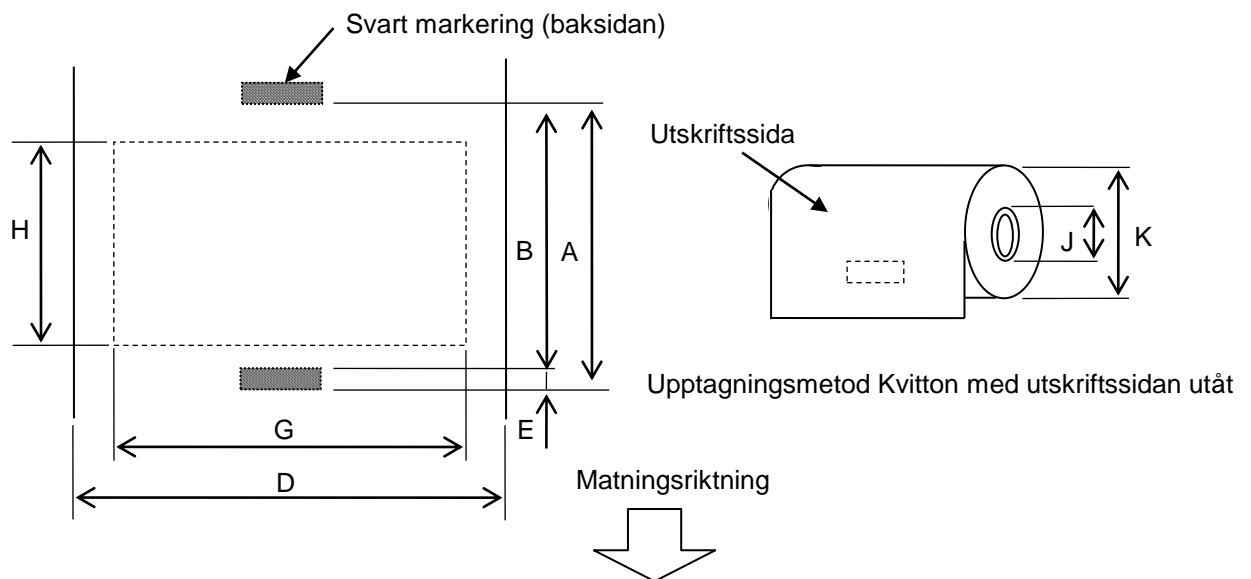 Svart markering (baksidan)
Utskriftssida
H
B
A
J
K
Upptagningsmetod Kvitton med utskriftssidan utåt
E
G
D
Matningsriktning